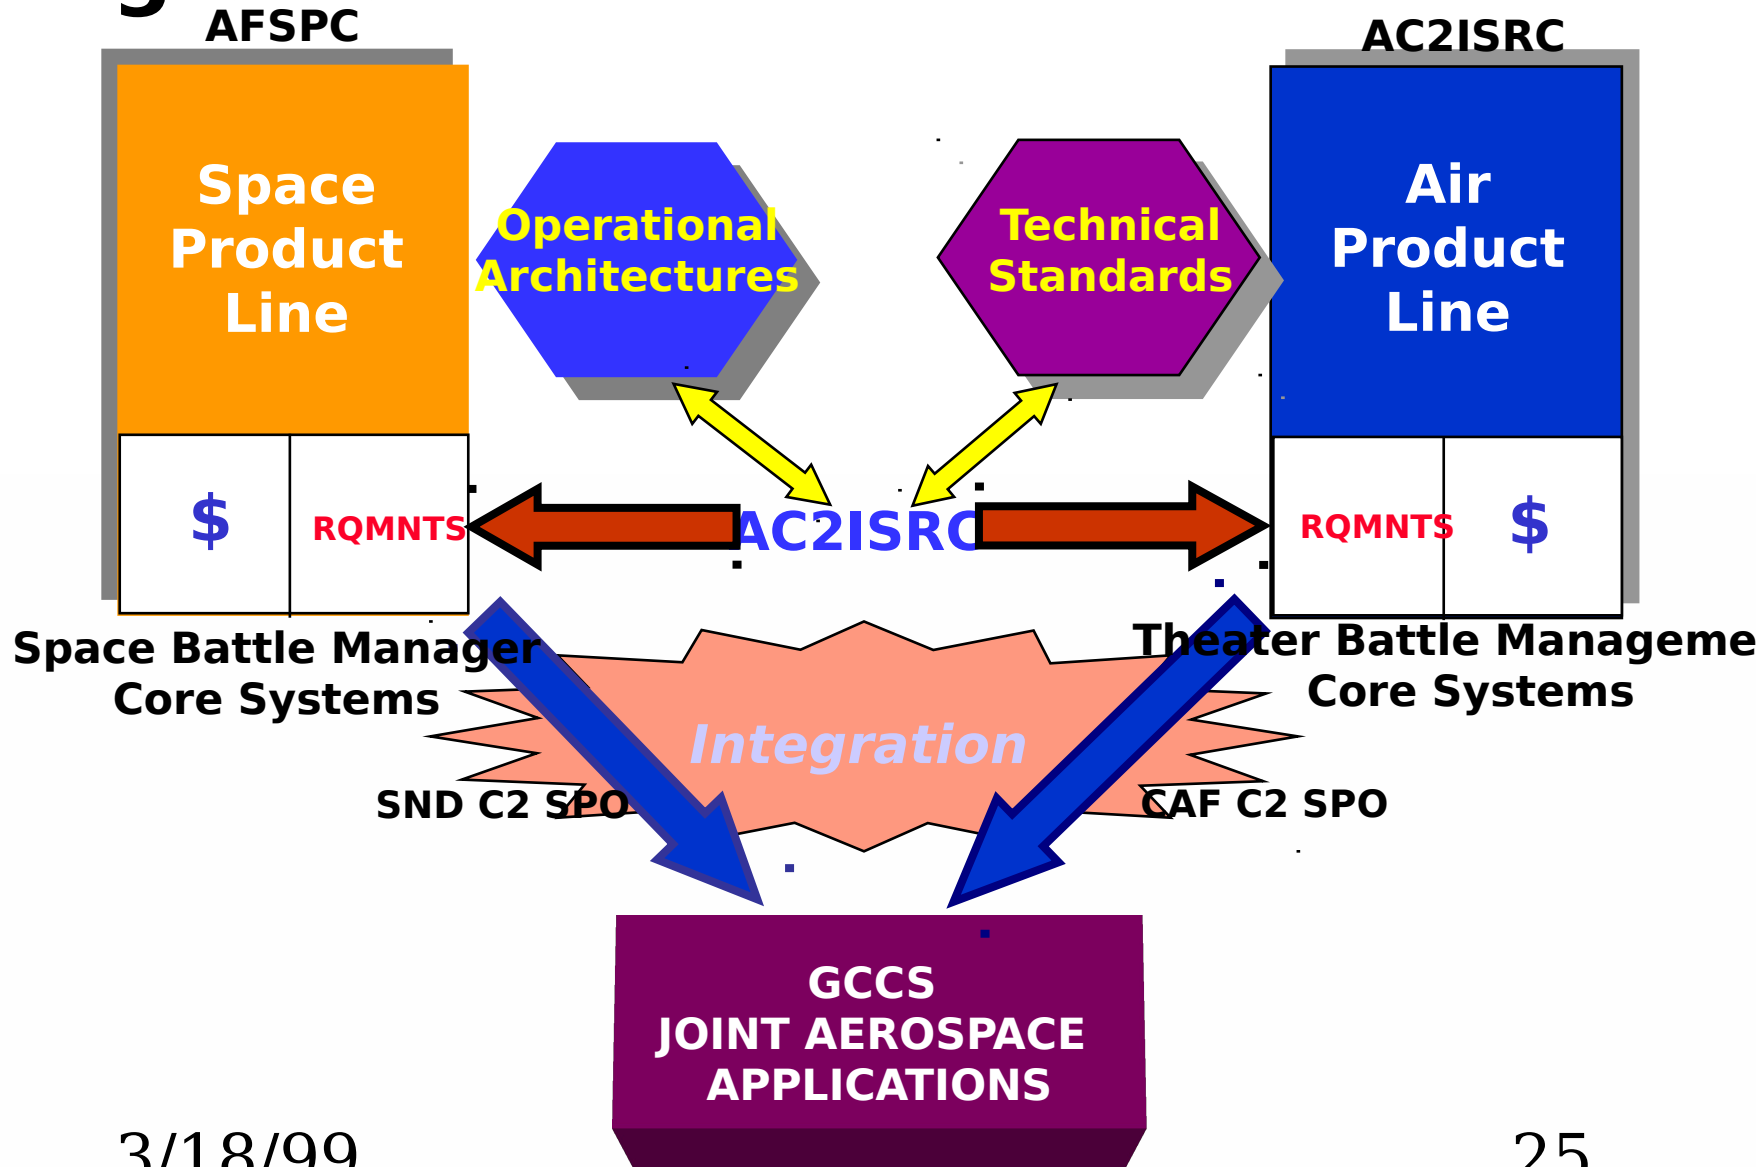 AFSPC
AC2ISRC
Space
Product
Line
Operational
Architectures
Technical
Standards
Air
Product
Line
$
RQMNTS
AC2ISRC
RQMNTS
$
Space Battle Manager
Core Systems
Theater Battle Manageme
Core Systems
Integration
SND C2 SPO
CAF C2 SPO
GCCS
JOINT AEROSPACE
APPLICATIONS
3/18/99
25